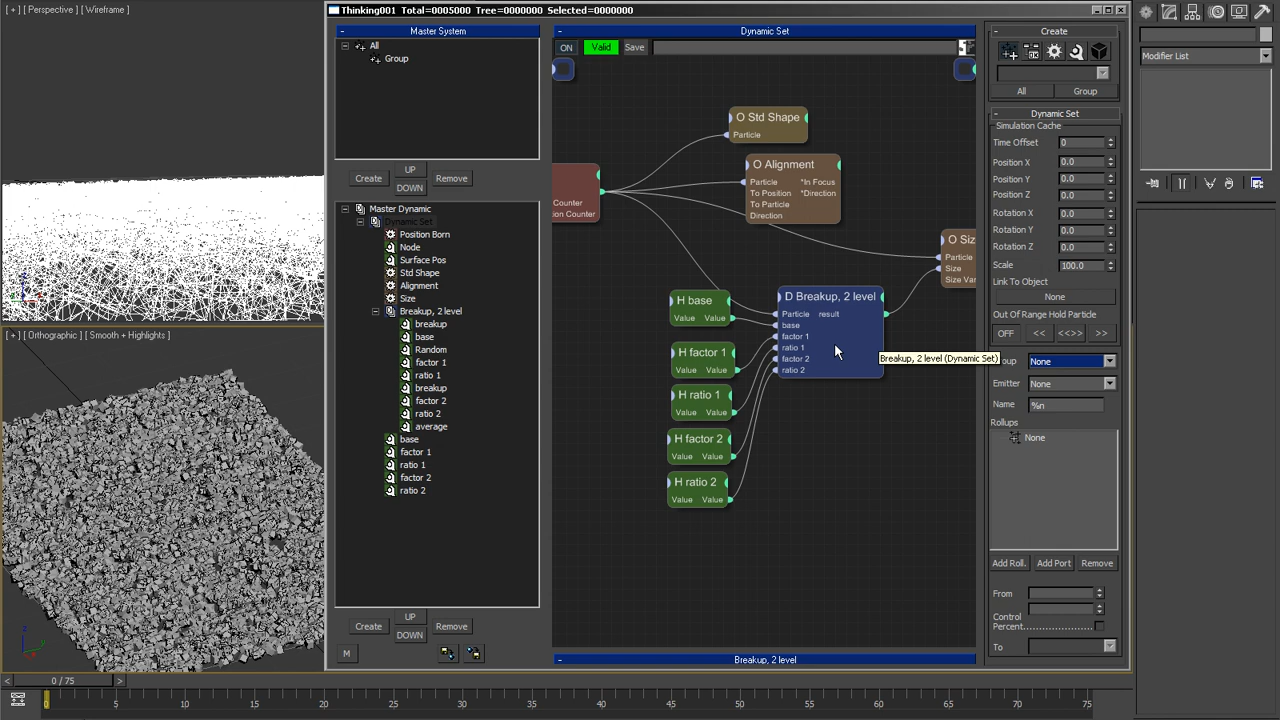 [ + ] [ Perspective ] [ Wireframe ]
Thinking001 Total=0005000 Tree=0000000 Selected=0000000
Master System
All
Group
Create
UP
DOWN
Remove
Master Dynamic
Dynamic Set
Position Born
Node
Surface Pos
Std Shape
Alignment
Size
Breakup, 2 level
breakup
base
Random
factor 1
ratio 1
breakup
factor 2
ratio 2
average
base
factor 1
ratio 1
factor 2
ratio 2
Create
UP
DOWN
Remove
M
Dynamic Set
ON
Valid
Save
O Std Shape
Particle
O Alignment
Particle *In Focus
To Position *Direction
To Particle
Direction
Counter
tion Counter
O Siz
Particle
Size
Size Var
H base
Value Value
H factor 1
Value Value
H ratio 1
Value Value
H factor 2
Value Value
H ratio 2
Value Value
D Breakup, 2 level
Particle result
base
factor 1
ratio 1
factor 2
ratio 2
Breakup, 2 level (Dynamic Set)
Breakup, 2 level
Create
All
Group
Dynamic Set
Simulation Cache
Time Offset 0
Position X 0.0
Position Y 0.0
Position Z 0.0
Rotation X 0.0
Rotation Y 0.0
Rotation Z 0.0
Scale 100.0
Link To Object
None
Out Of Range Hold Particle
OFF << <<>> >>
oup None
Emitter None
Name %n
Rollups
None
Add Roll. Add Port Remove
From
Control
Percent
To
Modifier List
[ + ] [ Orthographic ] [ Smooth + Highlights ]
< 0 / 75 >
0 5 10 15 20 25 30 35 40 45 50 55 60 65 70 75